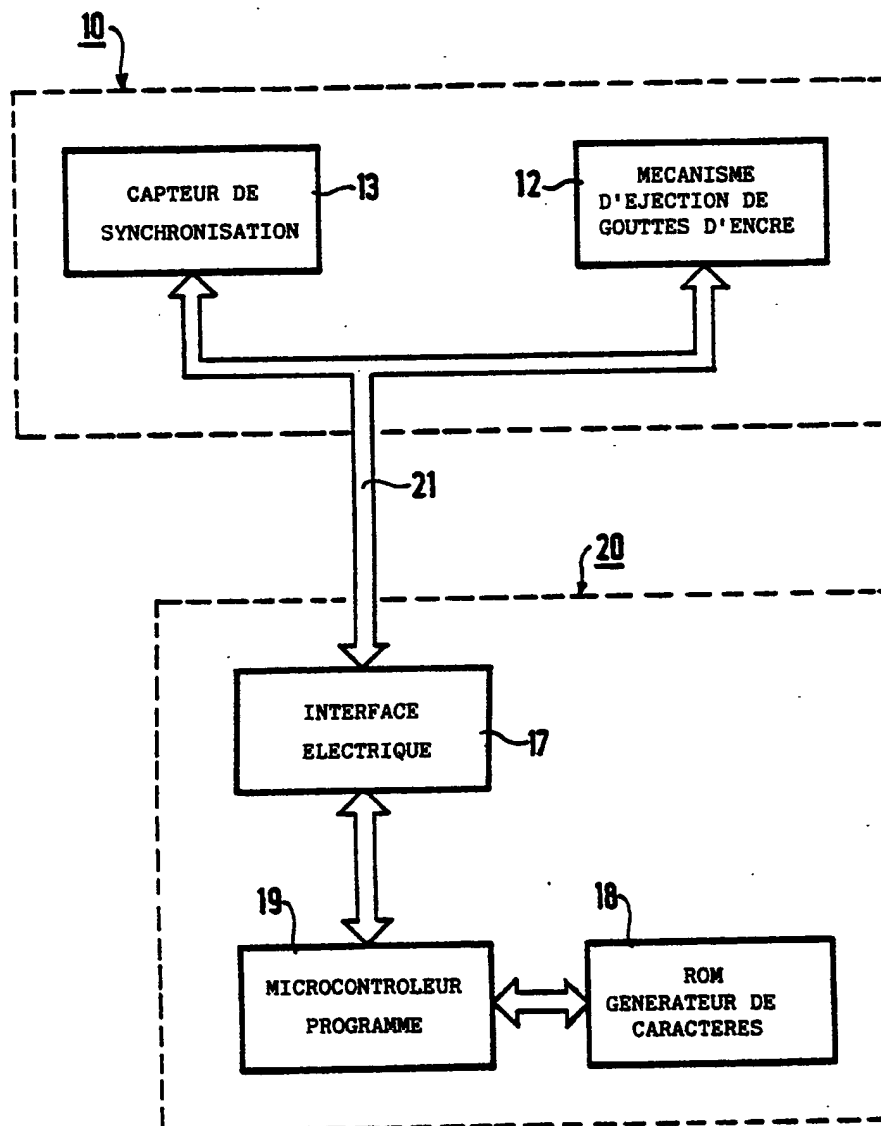 10
CAPTEUR DE
SYNCHRONISATION
13
12
MECANISME
D'EJECTION DE
GOUTTES D'ENCRE
21
20
INTERFACE
ELECTRIQUE
17
19
MICROCONTROLEUR
PROGRAMME
18
ROM
GENERATEUR DE
CARACTERES